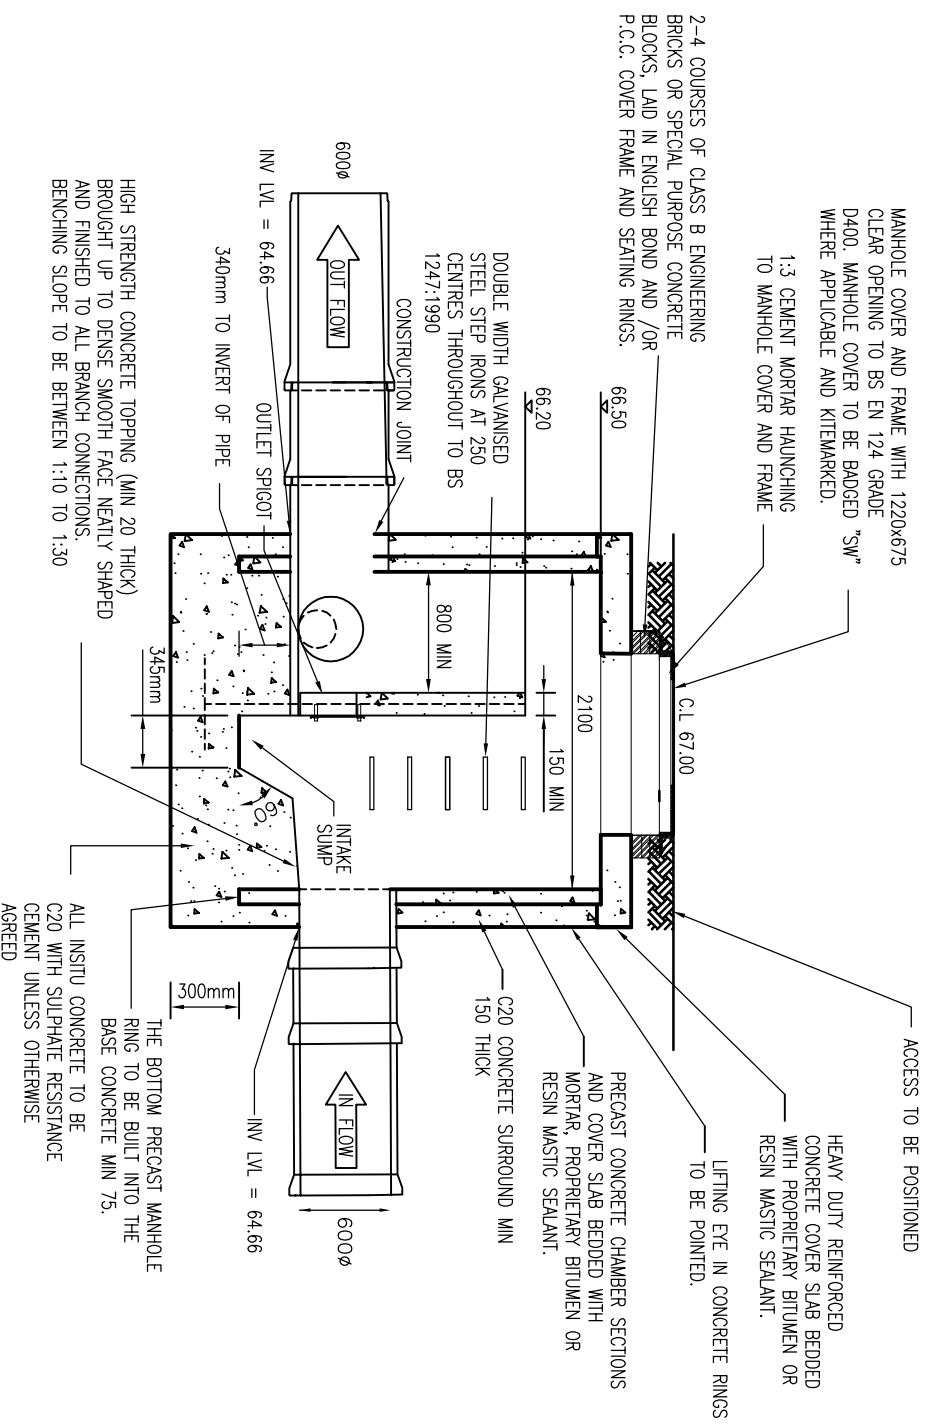 MANHOLE COVER AND FRAME WITH 1220x675
CLEAR OPENING TO BS EN 124 GRADE
D400. MANHOLE COVER TO BE BADGED "SW"
WHERE APPLICABLE AND KITEMARKED.
1:3 CEMENT MORTAR HAUNCHING
TO MANHOLE COVER AND FRAME
2-4 COURSES OF CLASS B ENGINEERING
BRICKS OR SPECIAL PURPOSE CONCRETE
BLOCKS, LAID IN ENGLISH BOND AND /OR
P.C.C. COVER FRAME AND SEATING RINGS.
ACCESS TO BE POSITIONED
HEAVY DUTY REINFORCED
CONCRETE COVER SLAB BEDDED
WITH PROPRIETARY BITUMEN OR
RESIN MASTIC SEALANT.
LIFTING EYE IN CONCRETE RINGS
TO BE POINTED.
PRECAST CONCRETE CHAMBER SECTIONS
AND COVER SLAB BEDDED WITH
MORTAR, PROPRIETARY BITUMEN OR
RESIN MASTIC SEALANT.
C20 CONCRETE SURROUND MIN
150 THICK
C.L 67.00
66.50
66.20
2100
800 MIN
150 MIN
DOUBLE WIDTH GALVANISED
STEEL STEP IRONS AT 250
CENTRES THROUGHOUT TO BS
1247:1990
CONSTRUCTION JOINT
600ø
OUT FLOW
INV LVL = 64.66
OUTLET SPIGOT
340mm TO INVERT OF PIPE
INTAKE
SUMP
60°
345mm
300mm
IN FLOW
600ø
INV LVL = 64.66
HIGH STRENGTH CONCRETE TOPPING (MIN 20 THICK)
BROUGHT UP TO DENSE SMOOTH FACE NEATLY SHAPED
AND FINISHED TO ALL BRANCH CONNECTIONS.
BENCHING SLOPE TO BE BETWEEN 1:10 TO 1:30
THE BOTTOM PRECAST MANHOLE
RING TO BE BUILT INTO THE
BASE CONCRETE MIN 75.
ALL INSITU CONCRETE TO BE
C20 WITH SULPHATE RESISTANCE
CEMENT UNLESS OTHERWISE
AGREED